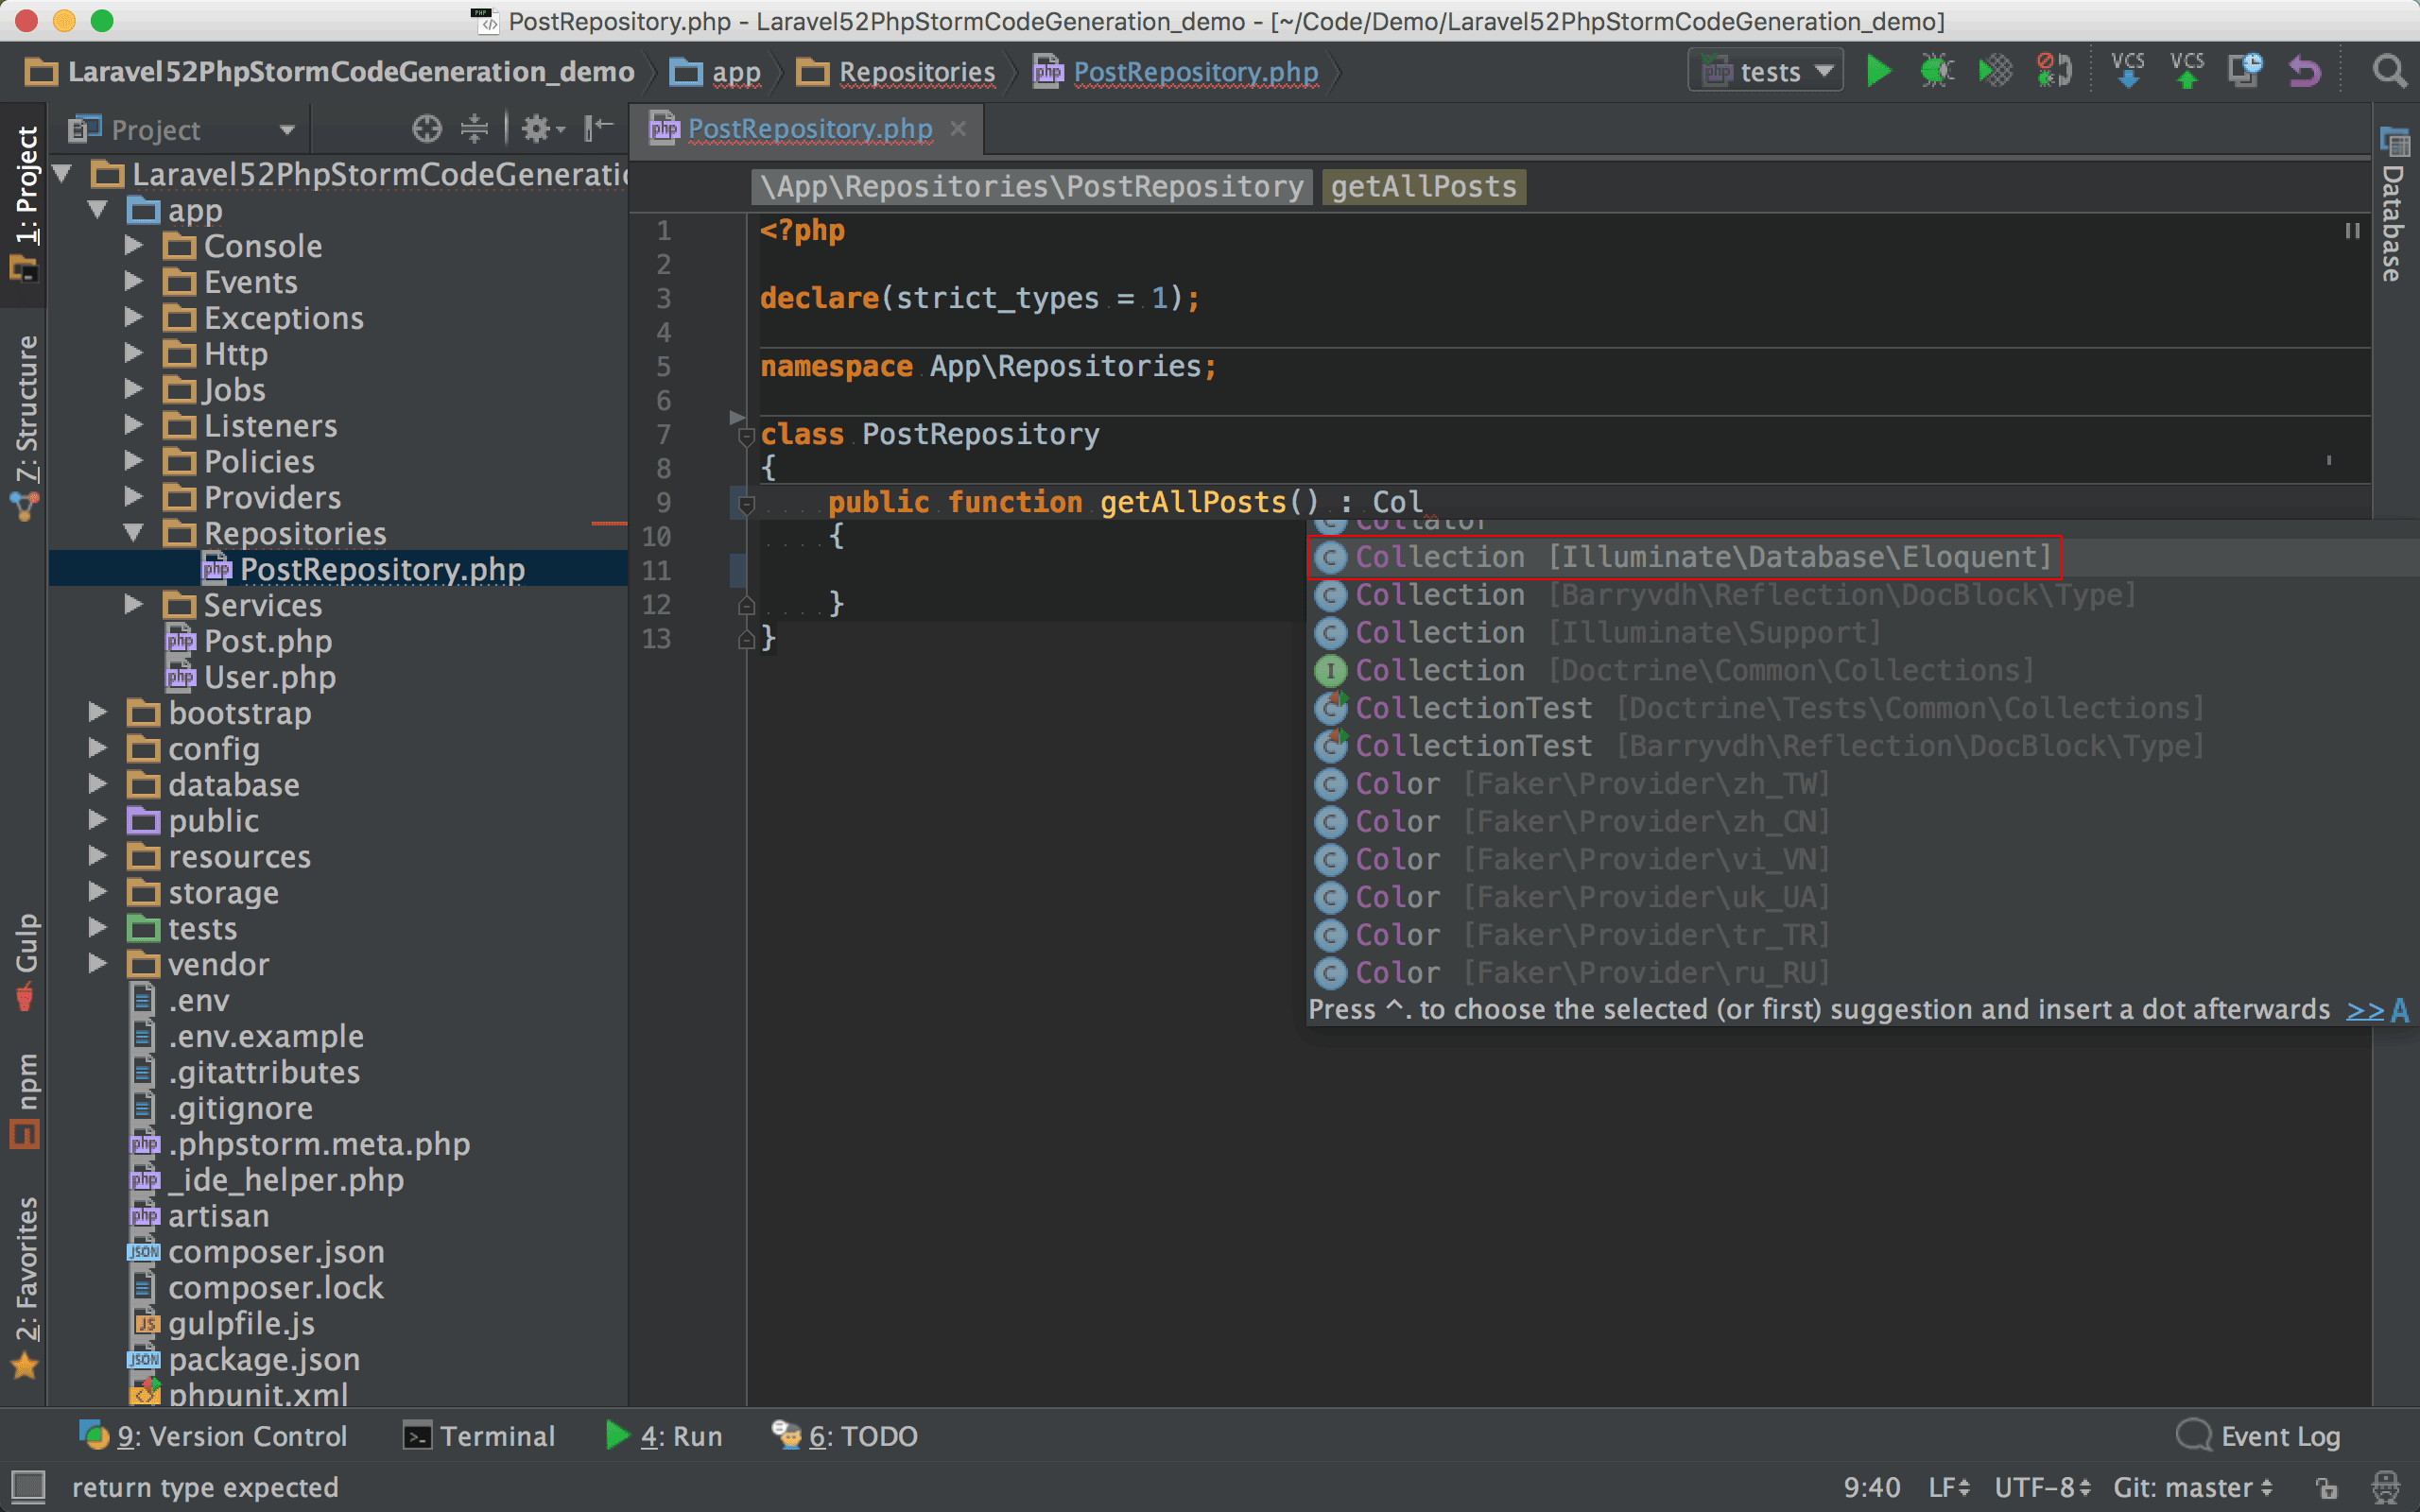 PostRepository.php - Laravel52PhpStormCodeGeneration_demo - [~/Code/Demo/Laravel52PhpStormCodeGeneration_demo]
Laravel52PhpStormCodeGeneration_demo app Repositories PostRepository.php tests VCS VCS
1: Project
7: Structure
Gulp
npm
2: Favorites
Project
Laravel52PhpStormCodeGeneratio
app
Console
Events
Exceptions
Http
Jobs
Listeners
Policies
Providers
Repositories
PostRepository.php
Services
Post.php
User.php
bootstrap
config
database
public
resources
storage
tests
vendor
.env
.env.example
.gitattributes
.gitignore
.phpstorm.meta.php
_ide_helper.php
artisan
composer.json
composer.lock
gulpfile.js
package.json
phpunit.xml
PostRepository.php
\App\Repositories\PostRepository getAllPosts
1 <?php
2
3 declare(strict_types = 1);
4
5 namespace App\Repositories;
6
7 class PostRepository
8 {
9 public function getAllPosts() : Col
10 {
11
12 }
13 }
Collator
Collection [Illuminate\Database\Eloquent]
Collection [Barryvdh\Reflection\DocBlock\Type]
Collection [Illuminate\Support]
Collection [Doctrine\Common\Collections]
CollectionTest [Doctrine\Tests\Common\Collections]
CollectionTest [Barryvdh\Reflection\DocBlock\Type]
Color [Faker\Provider\zh_TW]
Color [Faker\Provider\zh_CN]
Color [Faker\Provider\vi_VN]
Color [Faker\Provider\uk_UA]
Color [Faker\Provider\tr_TR]
Color [Faker\Provider\ru_RU]
Press ^. to choose the selected (or first) suggestion and insert a dot afterwards >> A
Database
9: Version Control Terminal 4: Run 6: TODO Event Log
return type expected 9:40 LF UTF-8 Git: master